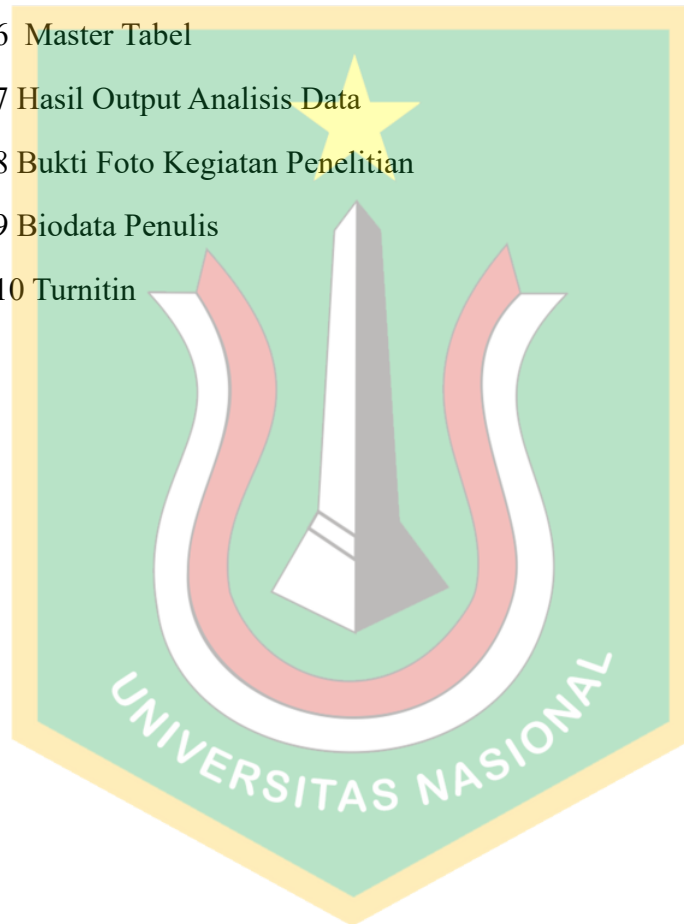 6 Master Tabel
7 Hasil Output Analisis Data
8 Bukti Foto Kegiatan Penelitian
9 Biodata Penulis
10 Turnitin
UNIVERSITAS NASIONAL